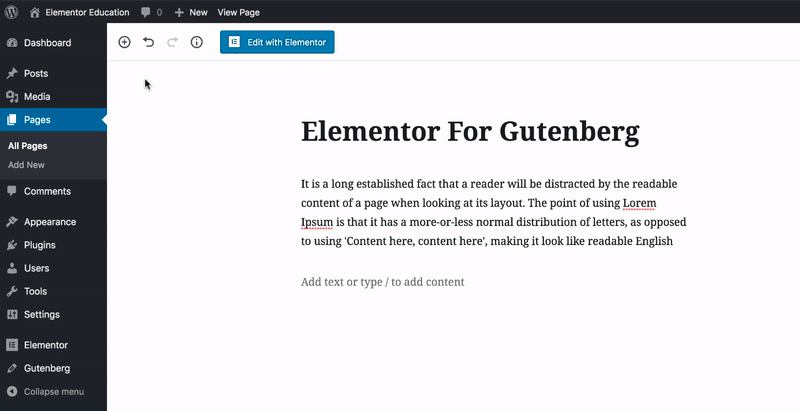 Elementor Education 0 New View Page
Dashboard
Posts
Media
Pages
All Pages
Add New
Comments
Appearance
Plugins
Users
Tools
Settings
Elementor
Gutenberg
Collapse menu
Edit with Elementor
Elementor For Gutenberg
It is a long established fact that a reader will be distracted by the readable
content of a page when looking at its layout. The point of using Lorem
Ipsum is that it has a more-or-less normal distribution of letters, as opposed
to using 'Content here, content here', making it look like readable English
Add text or type / to add content